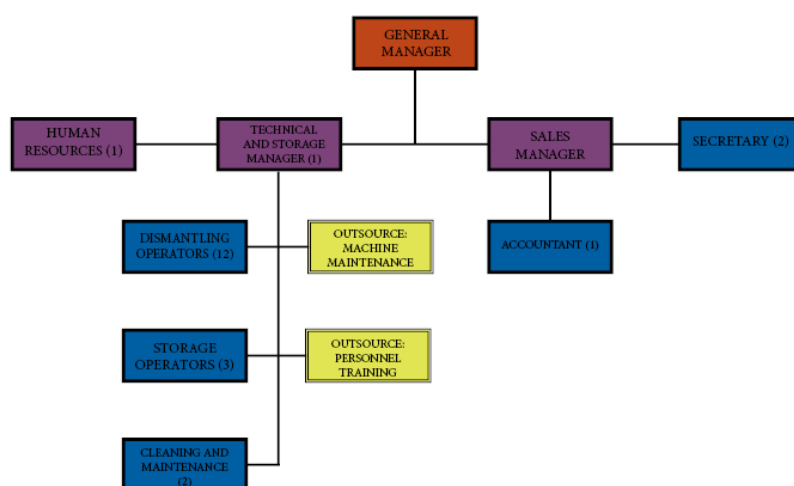 GENERAL
MANAGER
HUMAN
RESOURCES (1)
TECHNICAL
AND STORAGE
MANAGER (1)
SALES
MANAGER
SECRETARY (2)
DISMANTLING
OPERATORS (12)
OUTSOURCE:
MACHINE
MAINTENANCE
ACCOUNTANT (1)
STORAGE
OPERATORS (3)
OUTSOURCE:
PERSONNEL
TRAINING
CLEANING AND
MAINTENANCE
(2)